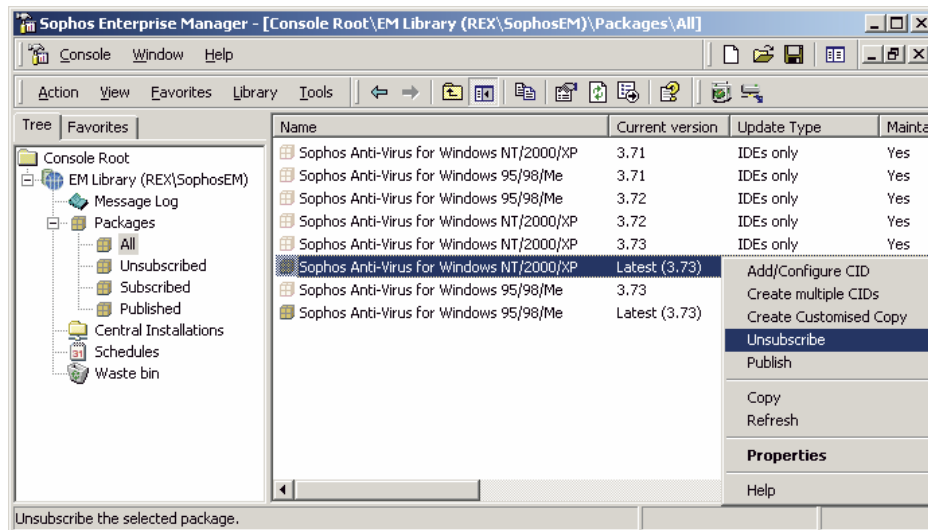 Sophos Enterprise Manager - [Console Root\EM Library (REX\SophosEM)\Packages\All]
Console Window Help
Action View Favorites Library Tools
Tree Favorites
Name Current version Update Type Mainta
Console Root
EM Library (REX\SophosEM)
Message Log
Packages
All
Unsubscribed
Subscribed
Published
Central Installations
31 Schedules
Waste bin
Sophos Anti-Virus for Windows NT/2000/XP 3.71 IDEs only Yes
Sophos Anti-Virus for Windows 95/98/Me 3.71 IDEs only Yes
Sophos Anti-Virus for Windows 95/98/Me 3.72 IDEs only Yes
Sophos Anti-Virus for Windows NT/2000/XP 3.72 IDEs only Yes
Sophos Anti-Virus for Windows NT/2000/XP 3.73 IDEs only Yes
Sophos Anti-Virus for Windows NT/2000/XP Latest (3.73)
Sophos Anti-Virus for Windows 95/98/Me 3.73
Sophos Anti-Virus for Windows 95/98/Me Latest (3.73)
Add/Configure CID
Create multiple CIDs
Create Customised Copy
Unsubscribe
Publish
Copy
Refresh
Properties
Help
Unsubscribe the selected package.